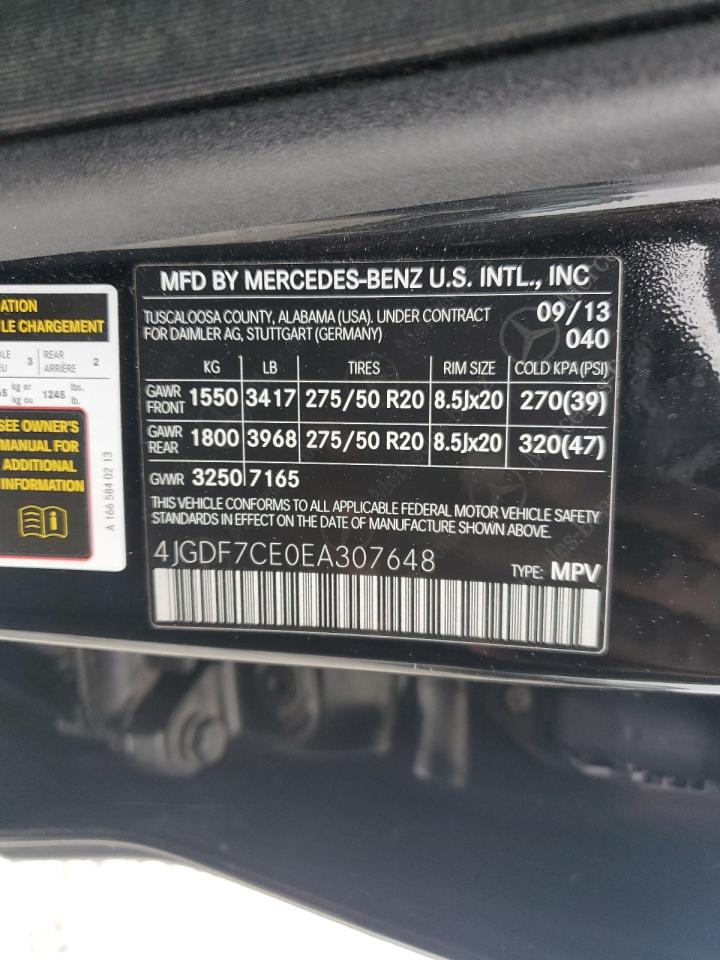 ATION
LE CHARGEMENT
3 REAR ARRIÈRE 2
kg or kg ou 1245 lbs. lb.
SEE OWNER'S
MANUAL FOR
ADDITIONAL
INFORMATION
A 166 584 02 13
MFD BY MERCEDES-BENZ U.S. INTL., INC
TUSCALOOSA COUNTY, ALABAMA (USA). UNDER CONTRACT 09/13
FOR DAIMLER AG, STUTTGART (GERMANY) 040
KG LB TIRES RIM SIZE COLD KPA(PSI)
GAWR FRONT 1550 3417 275/50 R20 8.5Jx20 270(39)
GAWR REAR 1800 3968 275/50 R20 8.5Jx20 320(47)
GVWR 3250 7165
THIS VEHICLE CONFORMS TO ALL APPLICABLE FEDERAL MOTOR VEHICLE SAFETY
STANDARDS IN EFFECT ON THE DATE OF MANUFACTURE SHOWN ABOVE.
4JGDF7CE0EA307648 TYPE: MPV